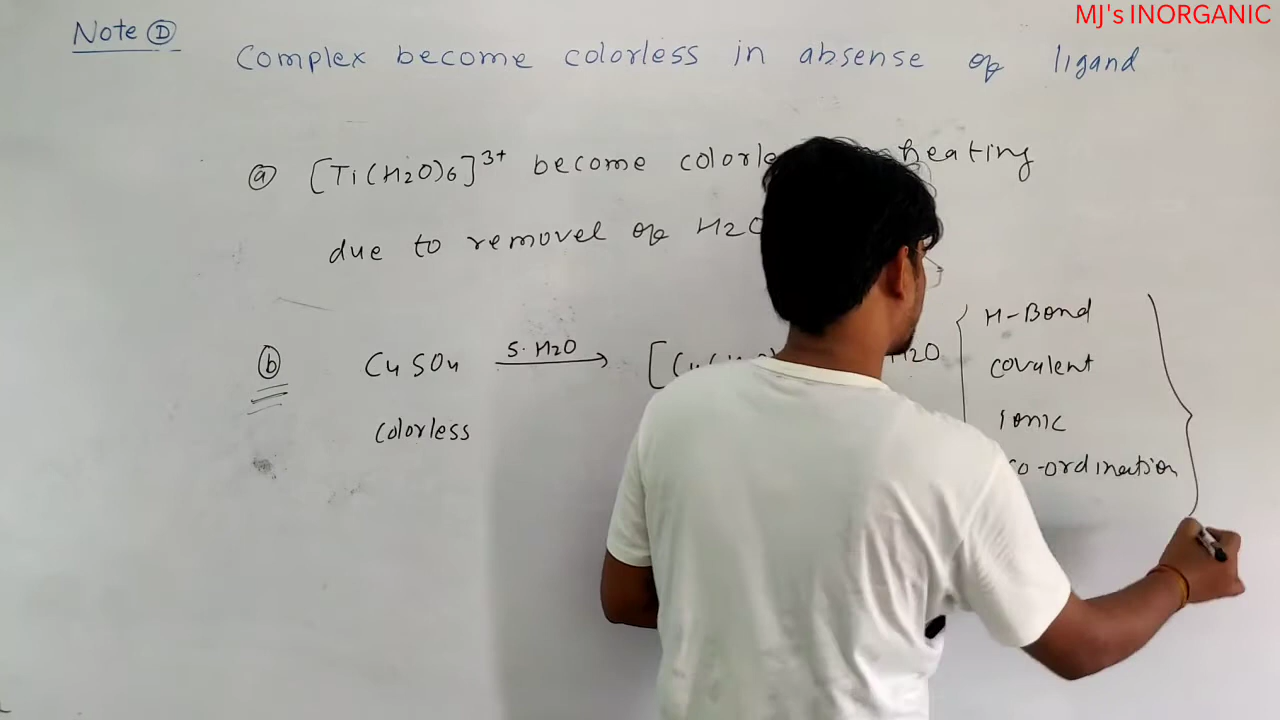 MJ's INORGANIC
Note ①
Complex become colorless in absense of ligand
ⓐ [Ti(H2O)6]3+ become heating
due to removel of
ⓑ CuSO4 5.H2O → H2O
colorless
H-Bond
covalent
Ionic
co-ordination